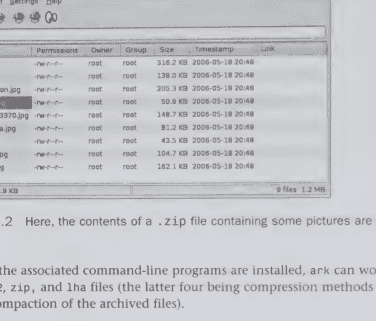 Settings Help
Permissions Owner Group Size Timestamp Link
-rw-r--r-- root root 316.2 KB 2006-05-18 20:48
-rw-r--r-- root root 138.0 KB 2006-05-18 20:48
on.jpg -rw-r--r-- root root 205.3 KB 2006-05-18 20:48
-rw-r--r-- root root 50.8 KB 2006-05-18 20:48
3370.jpg -rw-r--r-- root root 148.7 KB 2006-05-18 20:48
a.jpg -rw-r--r-- root root 81.2 KB 2006-05-18 20:48
-rw-r--r-- root root 43.5 KB 2006-05-18 20:48
pg -rw-r--r-- root root 104.7 KB 2006-05-18 20:48
g -rw-r--r-- root root 162.1 KB 2006-05-18 20:48
.9 KB 9 files 1.2 MB
.2 Here, the contents of a .zip file containing some pictures are
the associated command-line programs are installed, ark can wo
2, zip, and lha files (the latter four being compression methods
ompaction of the archived files).